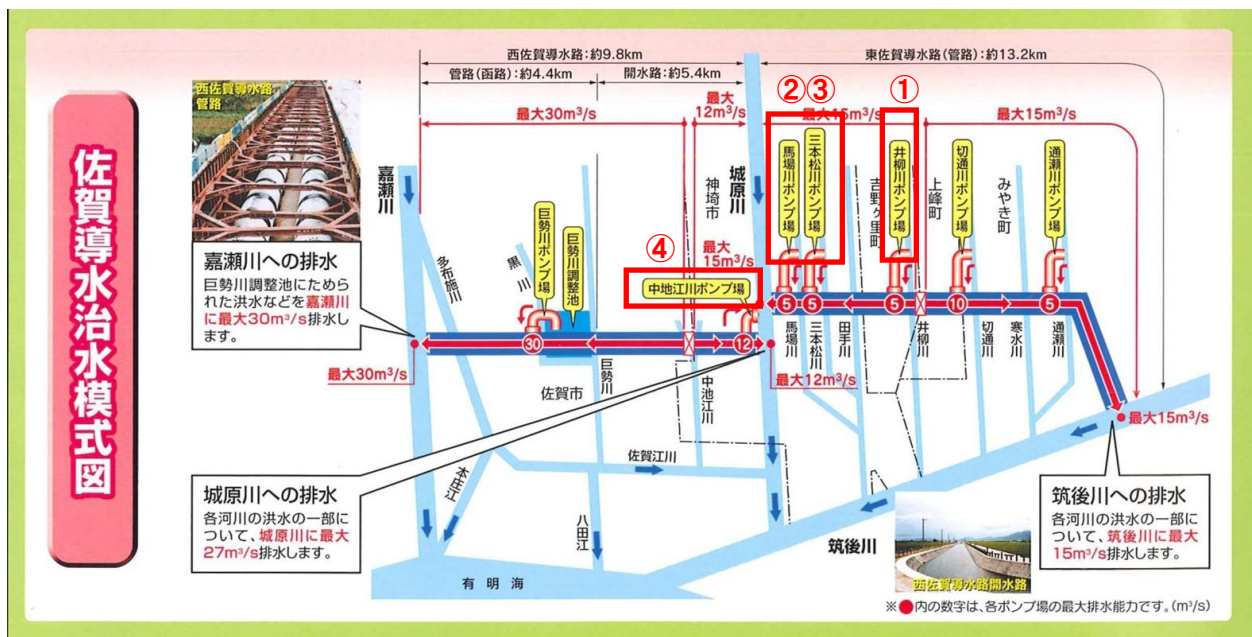 佐賀導水治水模式図
西佐賀導水路:約9.8km
東佐賀導水路(管路):約13.2km
管路(函路):約4.4km
開水路:約5.4km
最大30m³/s
最大
12m³/s
最大15m³/s
最大15m³/s
②③
①
④
西佐賀導水路
管路
嘉瀬川
城原川
神埼市
吉野ヶ里町
上峰町
みやき町
馬場川ポンプ場
三本松川ポンプ場
井柳川ポンプ場
切通川ポンプ場
通瀬川ポンプ場
巨勢川ポンプ場
巨勢川調整池
黒川
多布施川
最大
15m³/s
中地江川ポンプ場
嘉瀬川への排水
巨勢川調整池にため
られた洪水などを嘉瀬川
に最大30m³/s排水し
ます。
30
12
5
5
5
10
5
馬場川
三本松川
田手川
井柳川
切通川
寒水川
通瀬川
最大30m³/s
最大12m³/s
最大15m³/s
佐賀市
巨勢川
中池江川
佐賀江川
本庄江
八田江
城原川への排水
各河川の洪水の一部に
ついて、城原川に最大
27m³/s排水します。
筑後川への排水
各河川の洪水の一部に
ついて、筑後川に最大
15m³/s排水します。
筑後川
有明海
西佐賀導水路開水路
※●内の数字は、各ポンプ場の最大排水能力です。(m³/s)